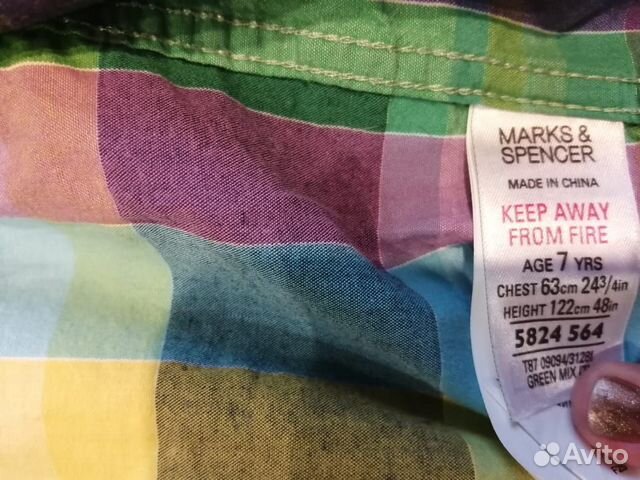 MARKS &
SPENCER
MADE IN CHINA
KEEP AWAY
FROM FIRE
AGE 7 YRS
CHEST 63cm 24¾in
HEIGHT 122cm 48in
5824 564
T87 09094/3128
GREEN MIX
Avito